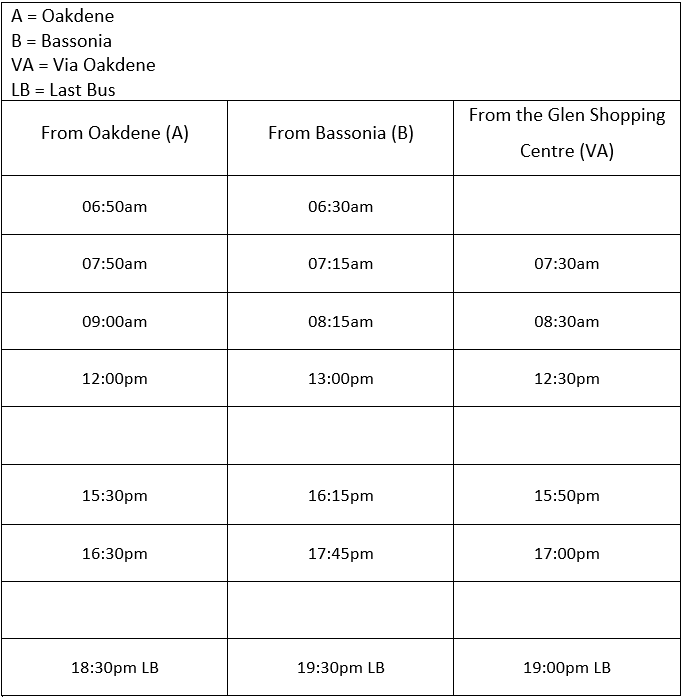 A = Oakdene
B = Bassonia
VA = Via Oakdene
LB = Last Bus
From Oakdene (A) From Bassonia (B) From the Glen Shopping
Centre (VA)
06:50am 06:30am
07:50am 07:15am 07:30am
09:00am 08:15am 08:30am
12:00pm 13:00pm 12:30pm
15:30pm 16:15pm 15:50pm
16:30pm 17:45pm 17:00pm
18:30pm LB 19:30pm LB 19:00pm LB